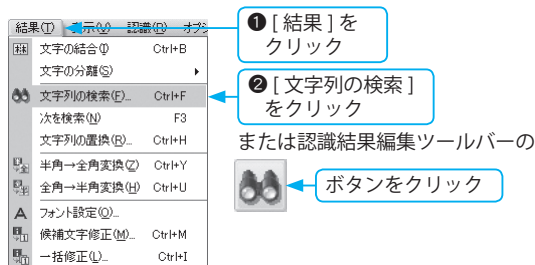 結果(T) 表示(V) 認識(R) オプシ
文字の結合(J) Ctrl+B
文字の分離(S)
文字列の検索(F)... Ctrl+F
次を検索(N) F3
文字列の置換(R)... Ctrl+H
半角→全角変換(Z) Ctrl+Y
全角→半角変換(H) Ctrl+U
フォント設定(O)...
候補文字修正(M)... Ctrl+M
一括修正(L)... Ctrl+I
❶ [ 結果 ] を
クリック
❷ [ 文字列の検索 ]
をクリック
または認識結果編集ツールバーの
ボタンをクリック